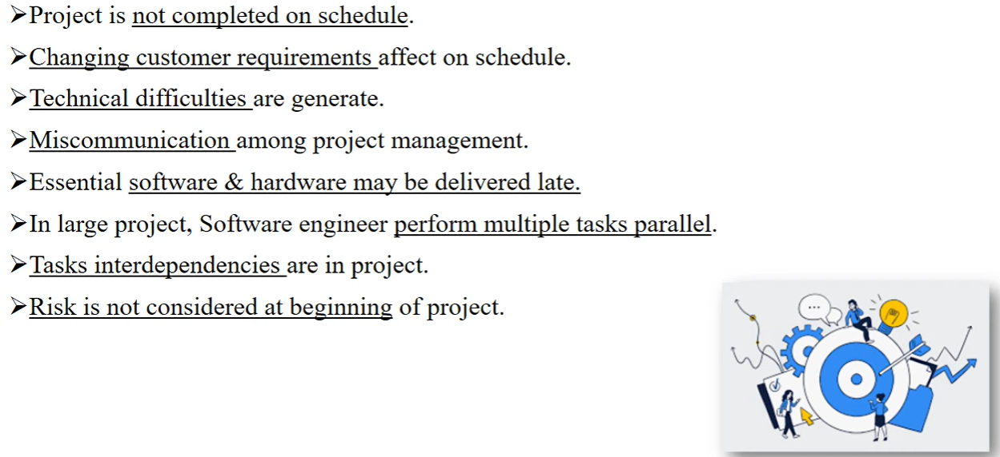 ➢Project is not completed on schedule.
➢Changing customer requirements affect on schedule.
➢Technical difficulties are generate.
➢Miscommunication among project management.
➢Essential software & hardware may be delivered late.
➢In large project, Software engineer perform multiple tasks parallel.
➢Tasks interdependencies are in project.
➢Risk is not considered at beginning of project.